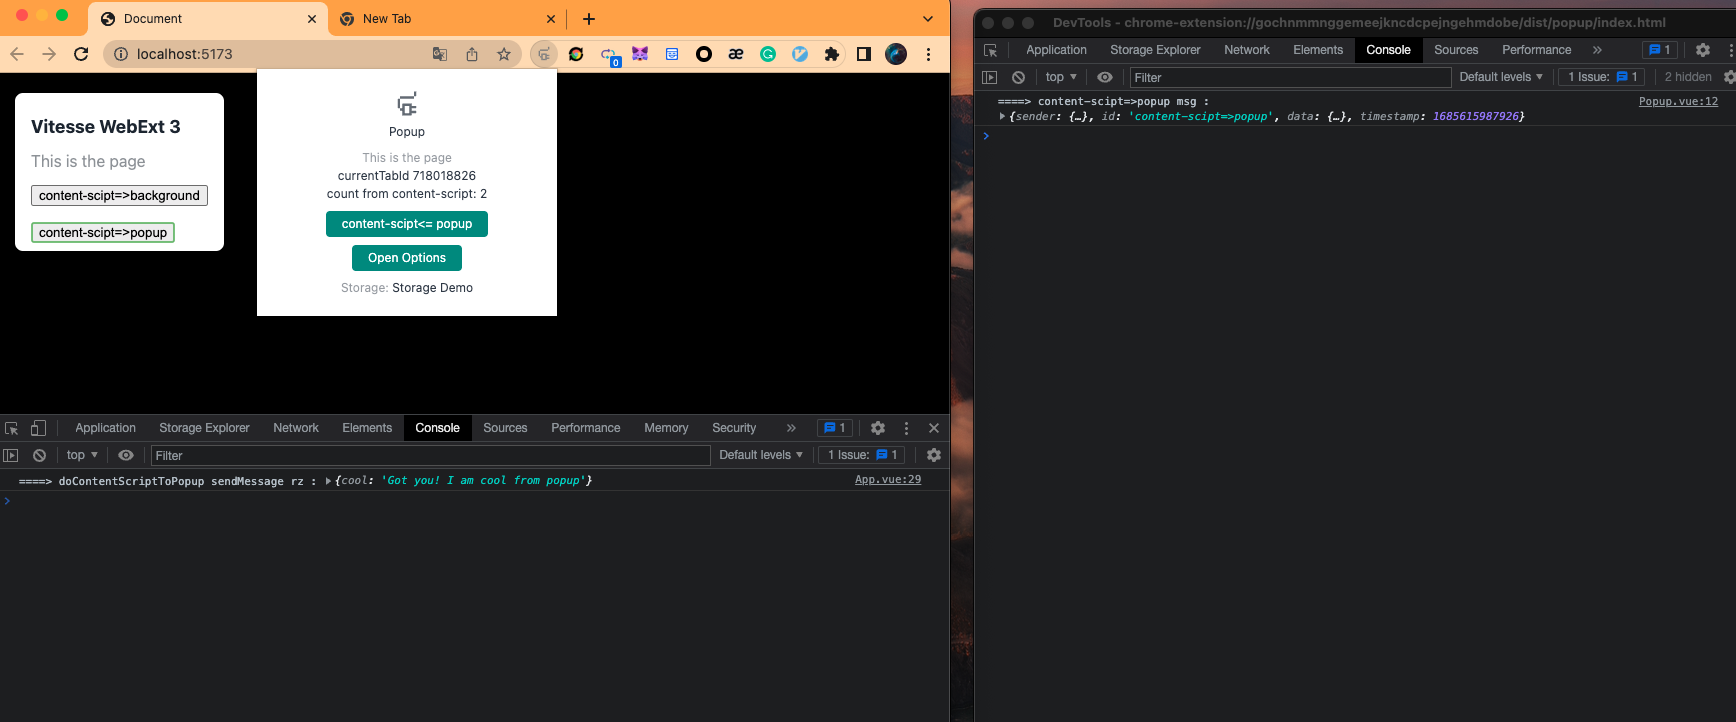 Document
New Tab
localhost:5173
0
Vitesse WebExt 3
This is the page
content-scipt=>background
content-scipt=>popup
Popup
This is the page
currentTabId 718018826
count from content-script: 2
content-scipt<= popup
Open Options
Storage: Storage Demo
Application Storage Explorer Network Elements Console Sources Performance Memory Security » 1
top Filter Default levels 1 Issue: 1
====> doContentScriptToPopup sendMessage rz : {cool: 'Got you! I am cool from popup'} App.vue:29
DevTools - chrome-extension://gochnmmnggemeejkncdcpejngehmdobe/dist/popup/index.html
Application Storage Explorer Network Elements Console Sources Performance » 1
top Filter Default levels 1 Issue: 1 2 hidden
====> content-scipt=>popup msg : Popup.vue:12
{sender: {…}, id: 'content-scipt=>popup', data: {…}, timestamp: 1685615987926}